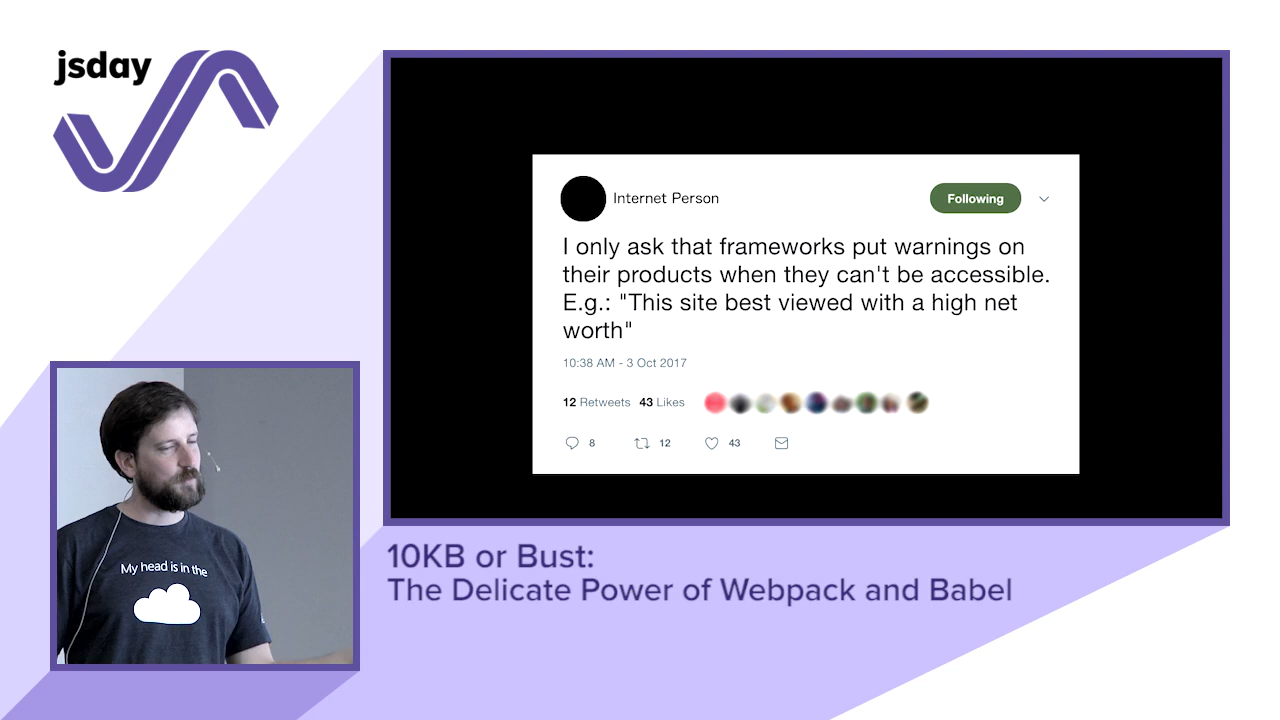 jsday
Internet Person
Following
I only ask that frameworks put warnings on
their products when they can't be accessible.
E.g.: "This site best viewed with a high net
worth"
10:38 AM - 3 Oct 2017
12 Retweets 43 Likes
8 12 43
My head is in the
10KB or Bust:
The Delicate Power of Webpack and Babel